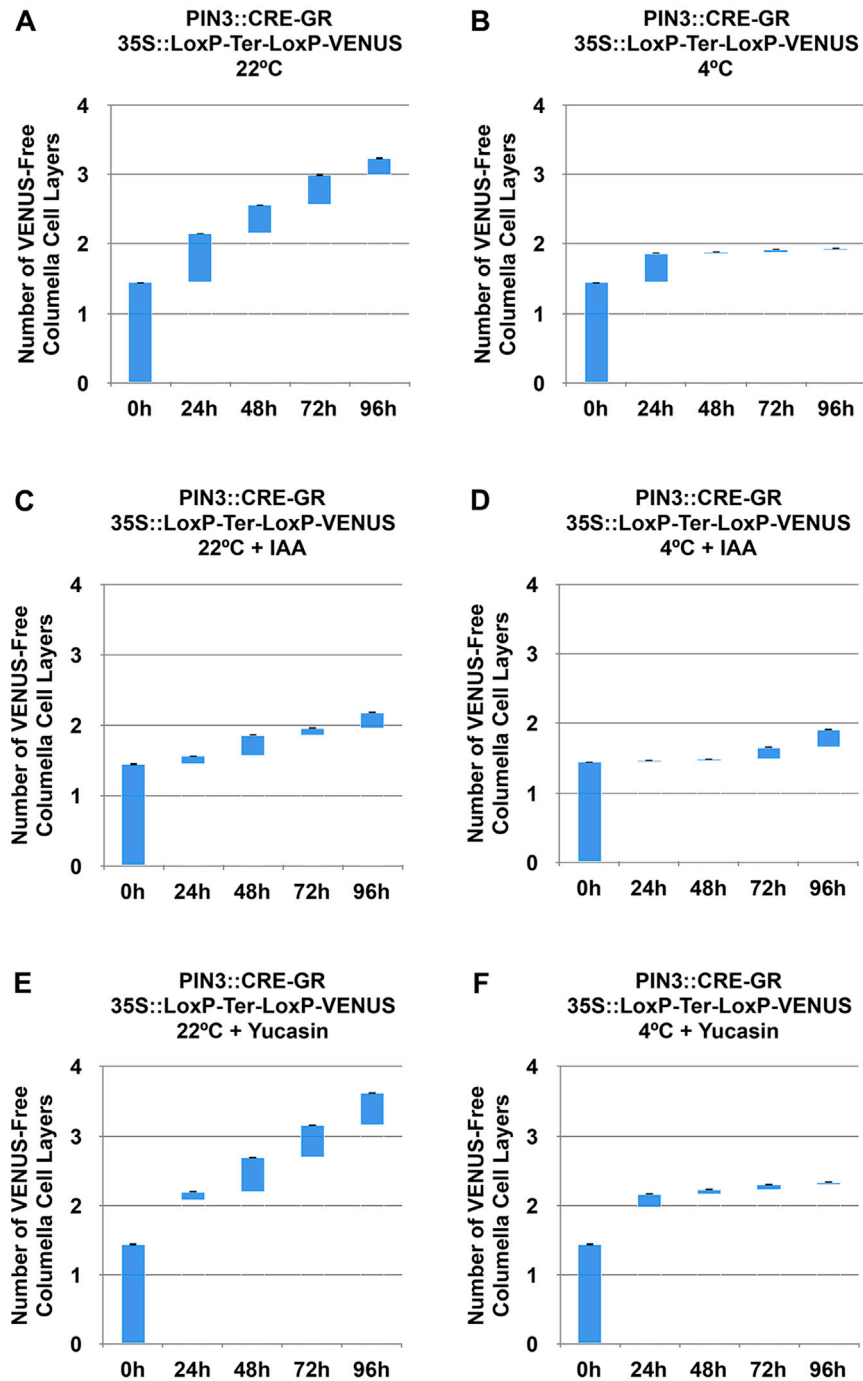 A
PIN3::CRE-GR
35S::LoxP-Ter-LoxP-VENUS
22ºC
Number of VENUS-Free
Columella Cell Layers
4
3
2
1
0
0h 24h 48h 72h 96h
B
PIN3::CRE-GR
35S::LoxP-Ter-LoxP-VENUS
4ºC
Number of VENUS-Free
Columella Cell Layers
4
3
2
1
0
0h 24h 48h 72h 96h
C
PIN3::CRE-GR
35S::LoxP-Ter-LoxP-VENUS
22ºC + IAA
Number of VENUS-Free
Columella Cell Layers
4
3
2
1
0
0h 24h 48h 72h 96h
D
PIN3::CRE-GR
35S::LoxP-Ter-LoxP-VENUS
4ºC + IAA
Number of VENUS-Free
Columella Cell Layers
4
3
2
1
0
0h 24h 48h 72h 96h
E
PIN3::CRE-GR
35S::LoxP-Ter-LoxP-VENUS
22ºC + Yucasin
Number of VENUS-Free
Columella Cell Layers
4
3
2
1
0
0h 24h 48h 72h 96h
F
PIN3::CRE-GR
35S::LoxP-Ter-LoxP-VENUS
4ºC + Yucasin
Number of VENUS-Free
Columella Cell Layers
4
3
2
1
0
0h 24h 48h 72h 96h